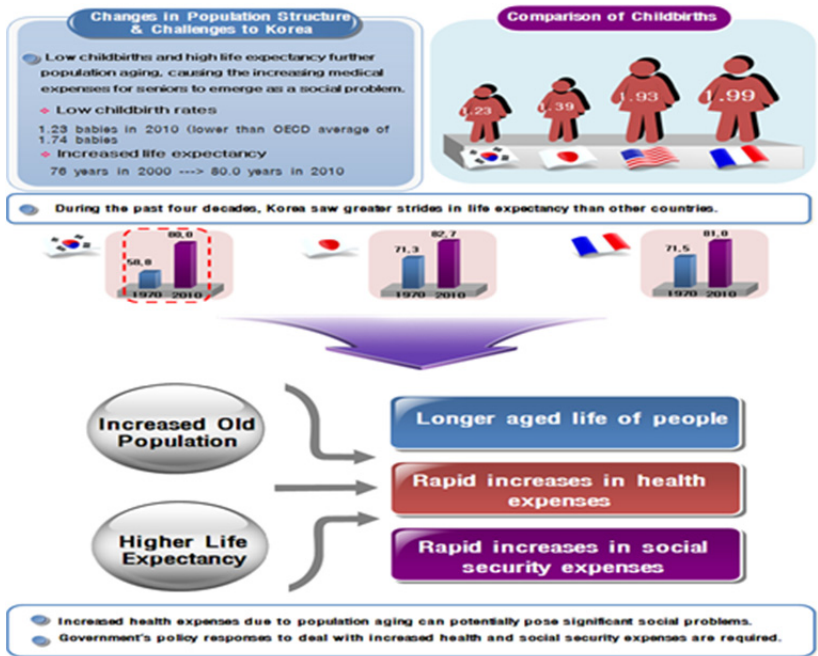 Changes in Population Structure
& Challenges to Korea
Low childbirths and high life expectancy further
population aging, causing the increasing medical
expenses for seniors to emerge as a social problem.
Low childbirth rates
1.23 babies in 2010 (lower than OECD average of
1.74 babies
Increased life expectancy
76 years in 2000 ---> 80.0 years in 2010
Comparison of Childbirths
1.23
1.39
1.93
1.99
During the past four decades, Korea saw greater strides in life expectancy than other countries.
58,8
80,8
1970 2010
71,3
82,7
1970 2010
71,5
81,0
1970 2010
Increased Old
Population
Higher Life
Expectancy
Longer aged life of people
Rapid increases in health
expenses
Rapid increases in social
security expenses
Increased health expenses due to population aging can potentially pose significant social problems.
Government's policy responses to deal with increased health and social security expenses are required.